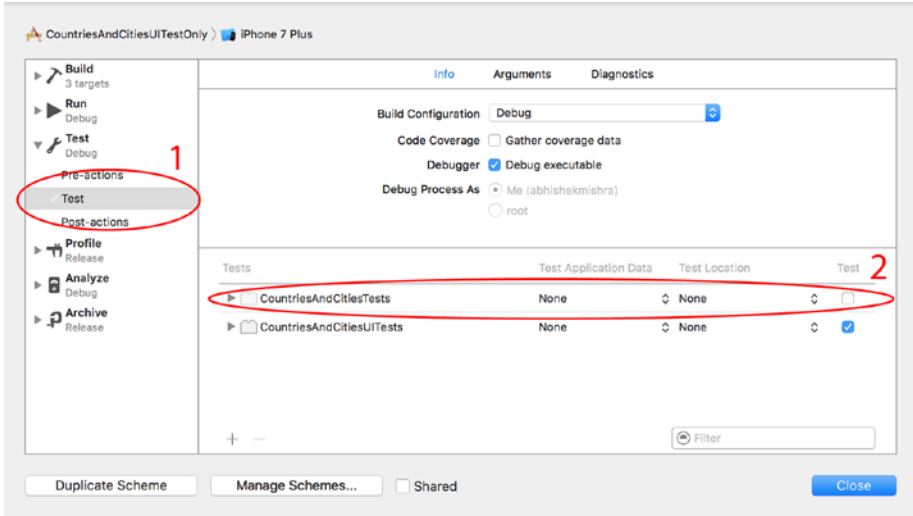 CountriesAndCitiesUITestOnly iPhone 7 Plus
Build
3 targets
Run
Debug
Test
Debug
1
Pre-actions
Test
Post-actions
Profile
Release
Analyze
Debug
Archive
Release
Info Arguments Diagnostics
Build Configuration Debug
Code Coverage Gather coverage data
Debugger Debug executable
Debug Process As Me (abhishekmishra)
root
Tests Test Application Data Test Location Test 2
CountriesAndCitiesTests None None
CountriesAndCitiesUITests None None
+ − Filter
Duplicate Scheme Manage Schemes... Shared Close